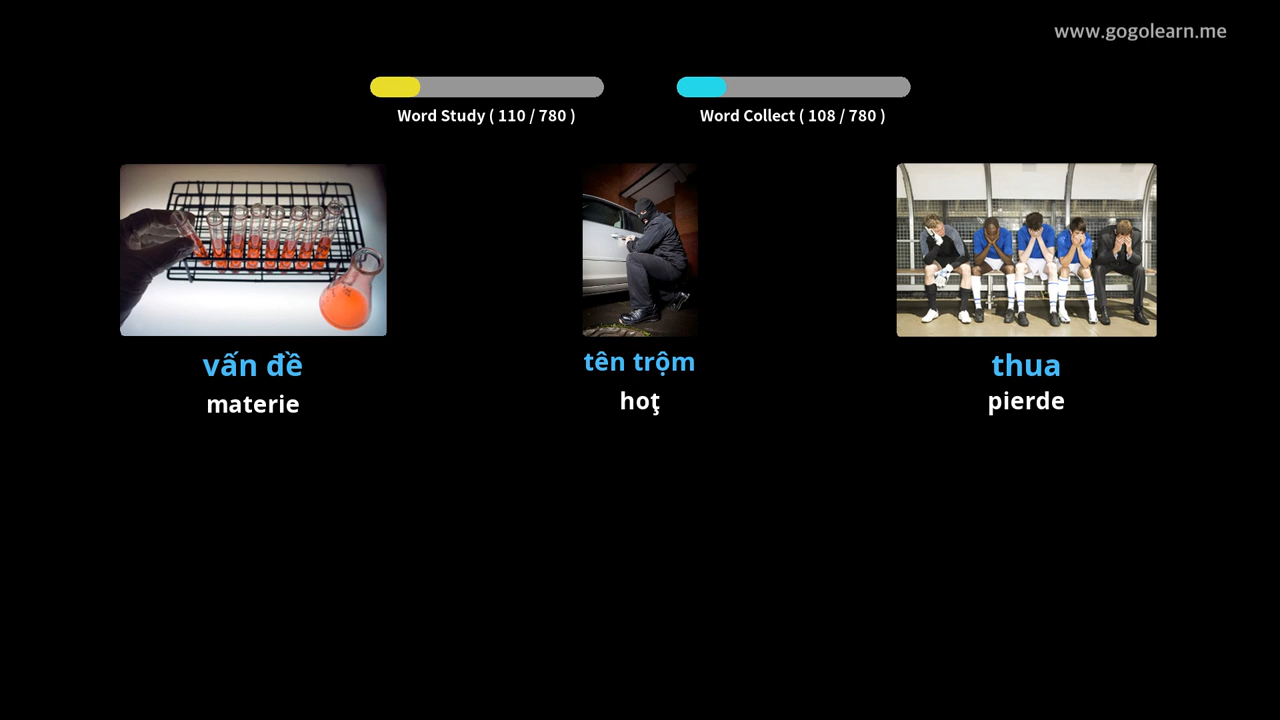 www.gogolearn.me
Word Study ( 110 / 780 )
Word Collect ( 108 / 780 )
vấn đề
materie
tên trộm
hoţ
thua
pierde